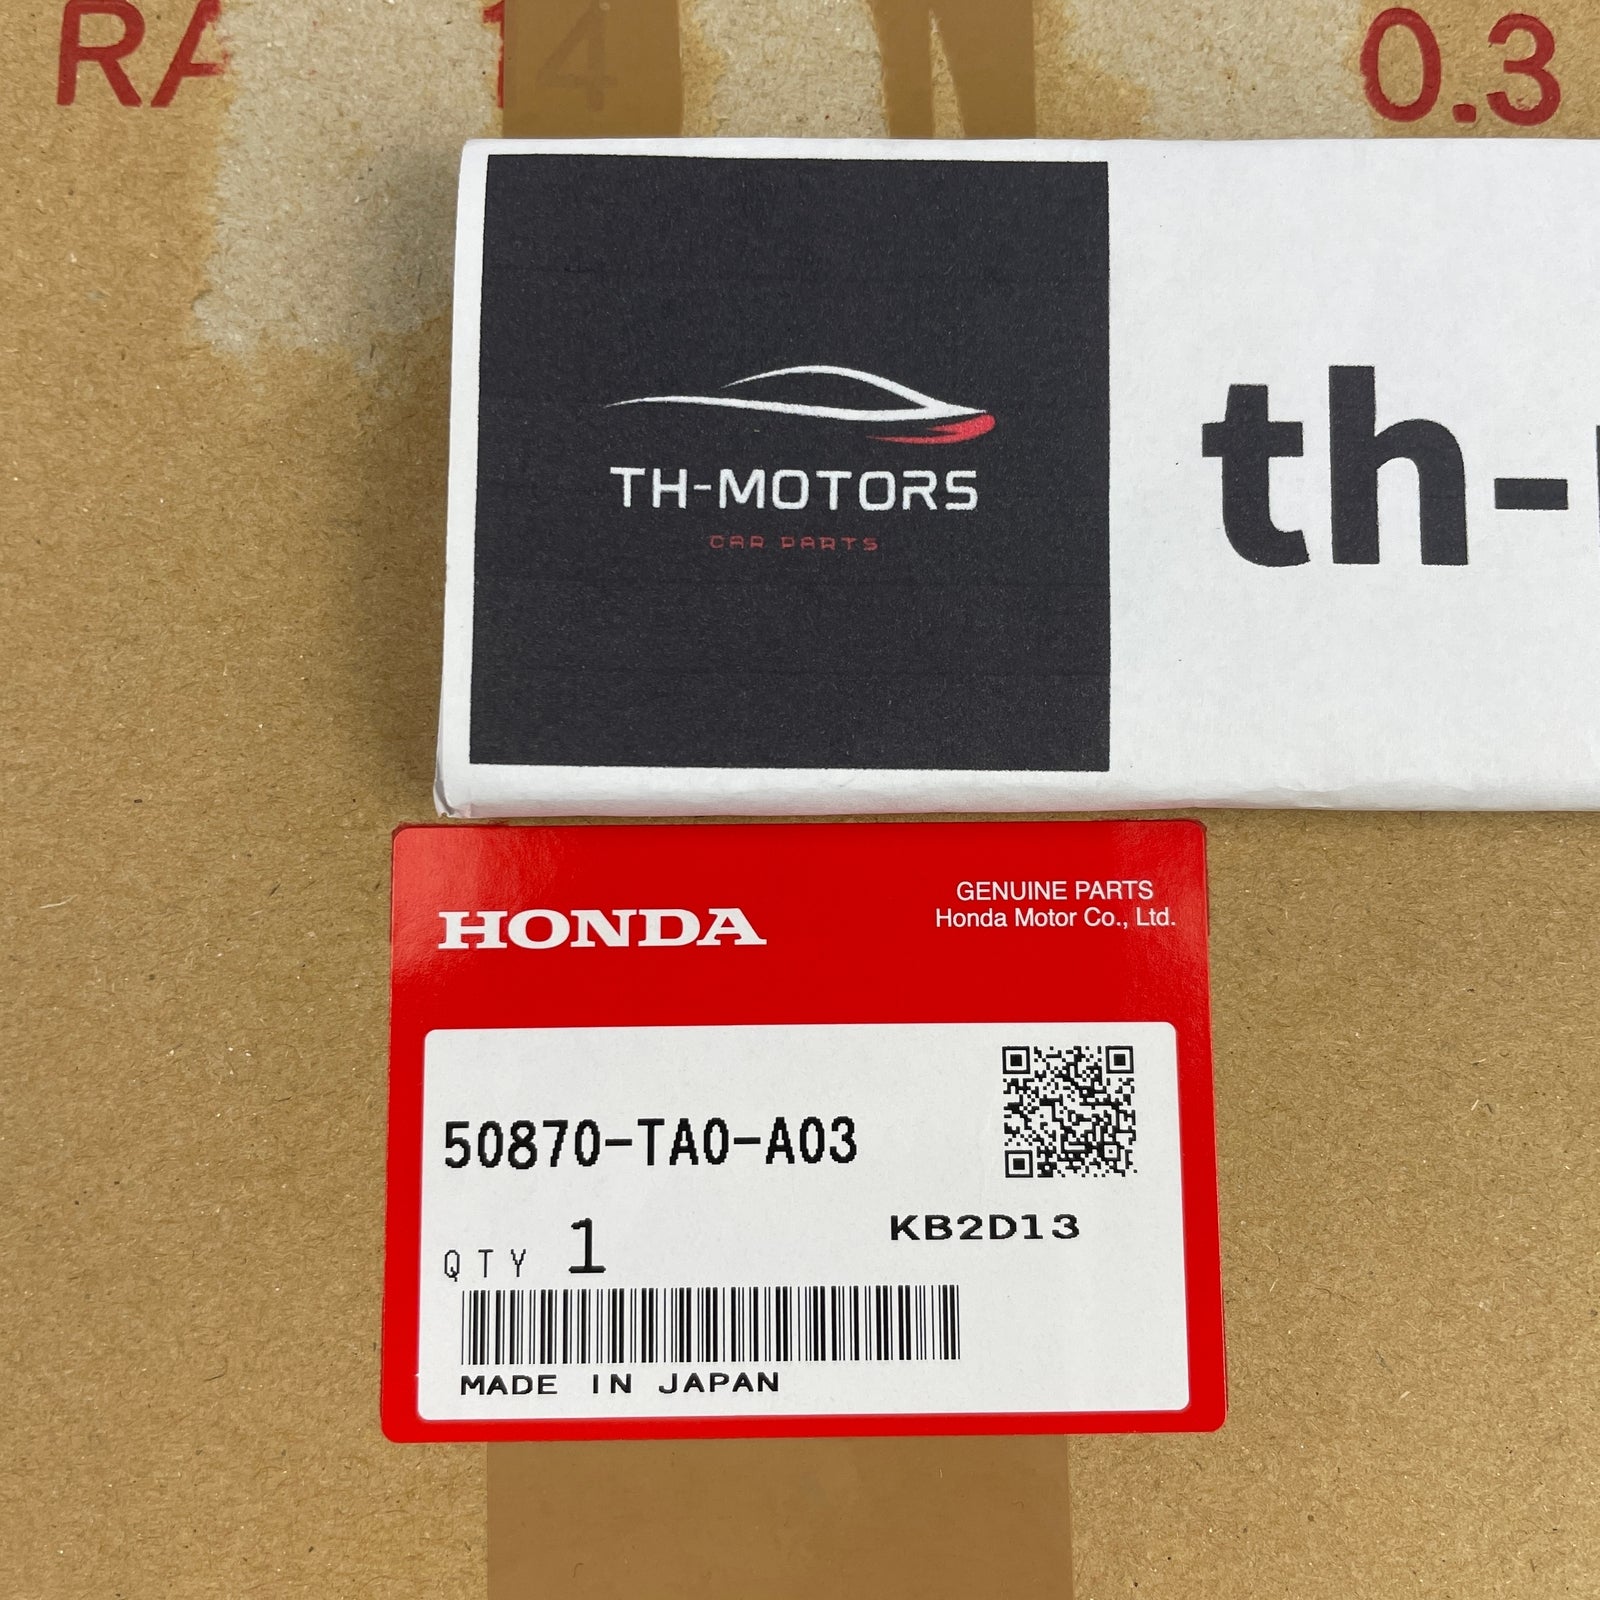 RA 14 0.3
TH-MOTORS
CAR PARTS
th-
HONDA
GENUINE PARTS
Honda Motor Co., Ltd.
50870-TA0-A03
KB2D13
QTY 1
MADE IN JAPAN